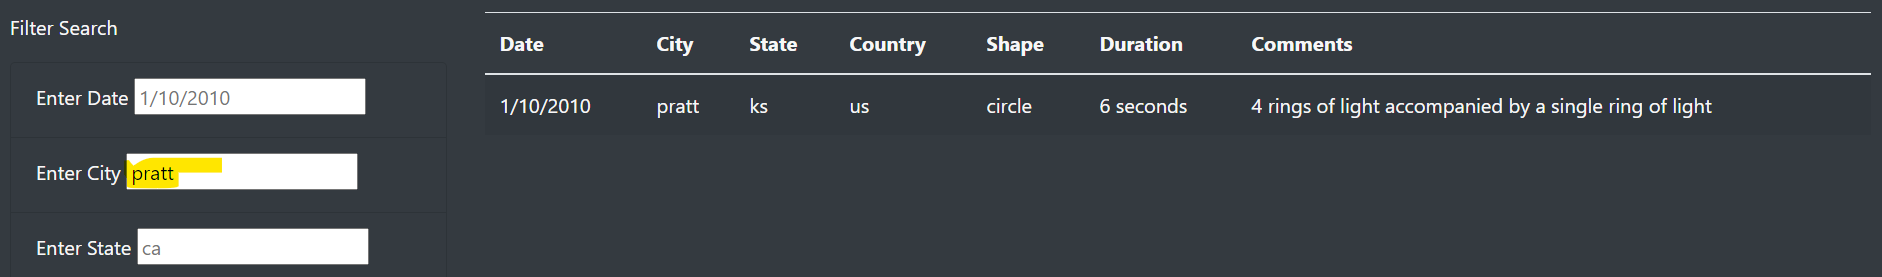 Filter Search
Enter Date 1/10/2010
Enter City pratt
Enter State ca
Date City State Country Shape Duration Comments
1/10/2010 pratt ks us circle 6 seconds 4 rings of light accompanied by a single ring of light